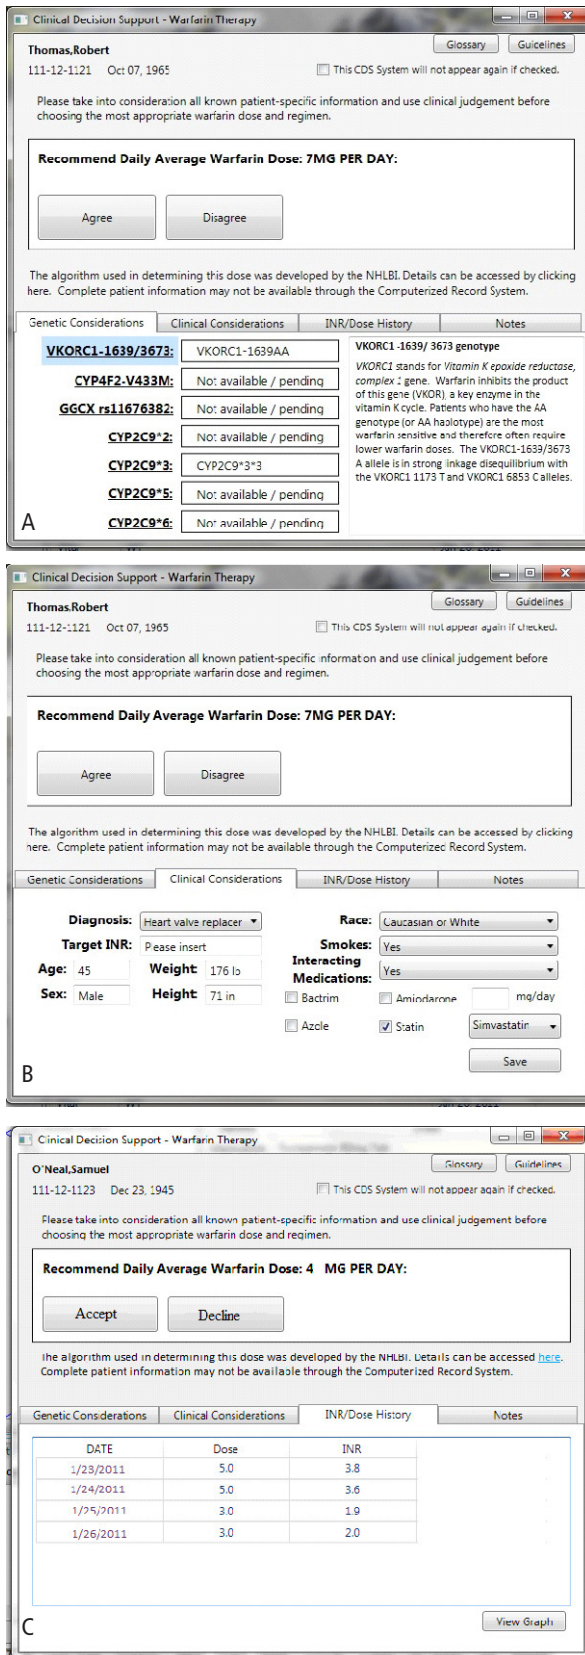 Clinical Decision Support - Warfarin Therapy
Thomas,Robert
Glossary Guicelines
111-12-1121 Oct 07, 1965 This CDS System will not appear again if checked.
Please take into consideration all known patient-specific information and use clinical judgement before
choosing the most appropriate warfarin dose and regimen.
Recommend Daily Average Warfarin Dose: 7MG PER DAY:
Agree Disagree
The algorithm used in determining this dose was developed by the NHLBI. Details can be accessed by clicking
here. Complete patient information may not be available through the Computerized Record System.
Genetic Considerations Clinical Considerations INR/Dose History Notes
VKORC1-1639/3673: VKORC1-1639AA
CYP4F2-V433M: Not available / pending
GGCX rs11676382: Not available / pending
CYP2C9*2: Not available / pending
CYP2C9*3: CYP2C9*3*3
CYP2C9*5: Not available / pending
CYP2C9*6: Not available / pending
VKORC1 -1639/ 3673 genotype
VKORC1 stands for Vitamin K epoxide reductase,
complex 1 gene. Warfarin inhibits the product
of this gene (VKOR), a key enzyme in the
vitamin K cycle. Patients who have the AA
genotype (or AA haplotype) are the most
warfarin sensitive and therefore often require
lower warfarin doses. The VKORC1-1639/3673
A allele is in strong linkage disequilibrium with
the VKORC1 1173 T and VKORC1 6853 C alleles.
A
Clinical Decision Support - Warfarin Therapy
Thomas,Robert
Glossary Guidelines
111-12-1121 Oct 07, 1965 This CDS System will not appear again if checked.
Please take into consideration all known patient-specific information and use clinical judgement before
choosing the most appropriate warfarin dose and regimen.
Recommend Daily Average Warfarin Dose: 7MG PER DAY:
Agree Disagree
The algorithm used in determining this dose was developed by the NHLBI. Details can be accessed by clicking
here. Complete patient information may not be available through the Computerized Record System.
Genetic Considerations Clinical Considerations INR/Dose History Notes
Diagnosis: Heart valve replacer Race: Caucasian or White
Target INR: Please insert Smokes: Yes
Age: 45 Weight: 176 lb Interacting Medications: Yes
Sex: Male Height: 71 in Bactrim Amiodarone mg/day
Azole Statin Simvastatin
Save
B
Clinical Decision Support - Warfarin Therapy
O'Neal,Samuel
Glossary Guidelines
111-12-1123 Dec 23, 1945 This CDS System will not appear again if checked.
Please take into consideration all known patient-specific information and use clinical judgement before
choosing the most appropriate warfarin dose and regimen.
Recommend Daily Average Warfarin Dose: 4 MG PER DAY:
Accept Decline
The algorithm used in determining this dose was developed by the NHLBI. Details can be accessed here.
Complete patient information may not be available through the Computerized Record System.
Genetic Considerations Clinical Considerations INR/Dose History Notes
DATE Dose INR
1/23/2011 5.0 3.8
1/24/2011 5.0 3.6
1/25/2011 3.0 1.9
1/26/2011 3.0 2.0
View Graph
C